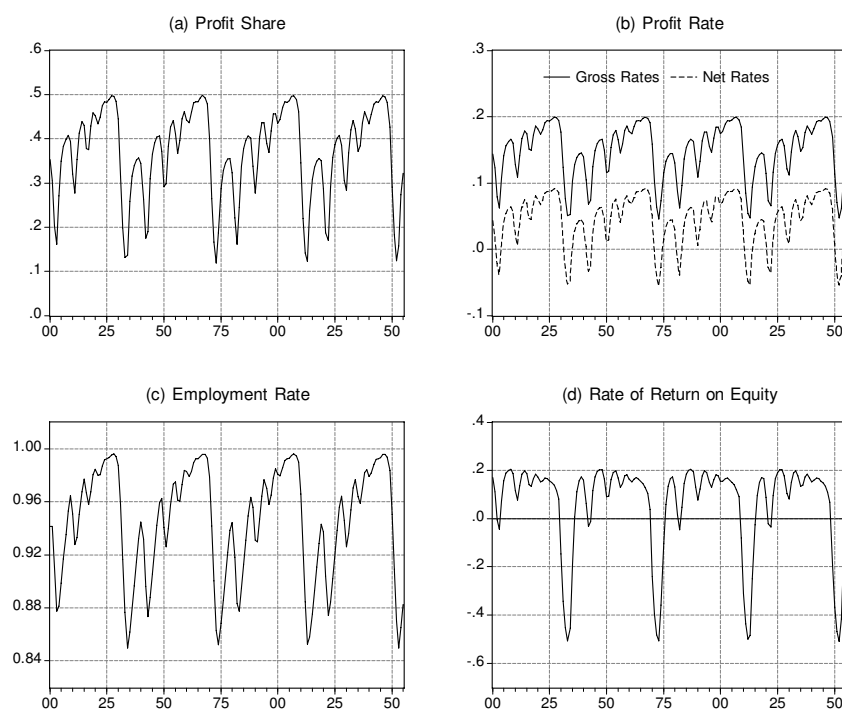 (a) Profit Share
.6
.5
.4
.3
.2
.1
.0
00 25 50 75 00 25 50
(b) Profit Rate
.3
.2
.1
.0
-.1
Gross Rates Net Rates
00 25 50 75 00 25 50
(c) Employment Rate
1.00
0.96
0.92
0.88
0.84
00 25 50 75 00 25 50
(d) Rate of Return on Equity
.4
.2
.0
-.2
-.4
-.6
00 25 50 75 00 25 50